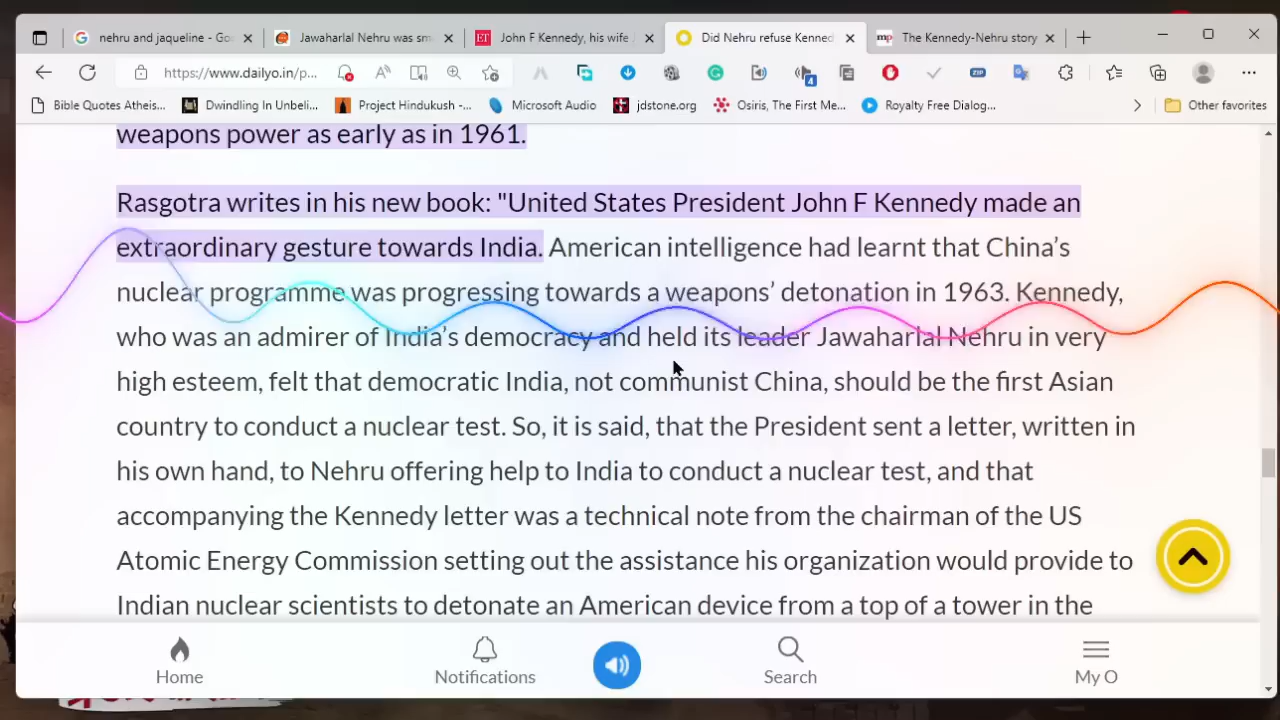 nehru and jaqueline - Go
Jawaharlal Nehru was sm
John F Kennedy, his wife
Did Nehru refuse Kenned
The Kennedy-Nehru story
https://www.dailyo.in/p...
Bible Quotes Atheis...
Dwindling In Unbeli...
Project Hindukush -...
Microsoft Audio
jdstone.org
Osiris, The First Me...
Royalty Free Dialog...
Other favorites
weapons power as early as in 1961.
Rasgotra writes in his new book: "United States President John F Kennedy made an
extraordinary gesture towards India. American intelligence had learnt that China’s
nuclear programme was progressing towards a weapons’ detonation in 1963. Kennedy,
who was an admirer of India’s democracy and held its leader Jawaharlal Nehru in very
high esteem, felt that democratic India, not communist China, should be the first Asian
country to conduct a nuclear test. So, it is said, that the President sent a letter, written in
his own hand, to Nehru offering help to India to conduct a nuclear test, and that
accompanying the Kennedy letter was a technical note from the chairman of the US
Atomic Energy Commission setting out the assistance his organization would provide to
Indian nuclear scientists to detonate an American device from a top of a tower in the
Home
Notifications
Search
My O